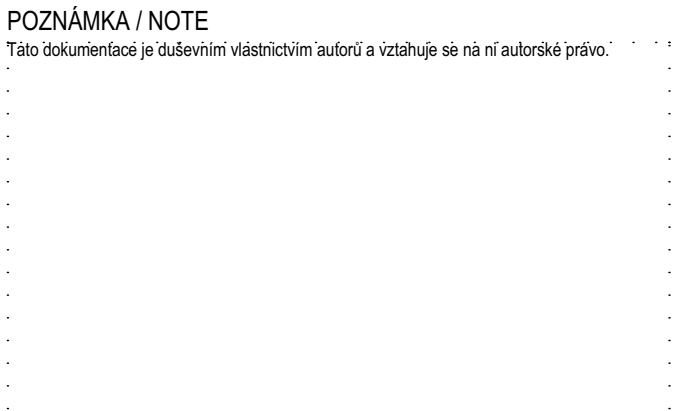 POZNÁMKA / NOTE
Tato dokumentace je duševním vlastnictvím autorů a vztahuje se na ní autorské právo.